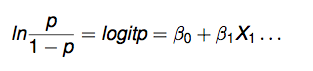 ln p/(1 − p) = logitp = β₀ + β₁X₁ …